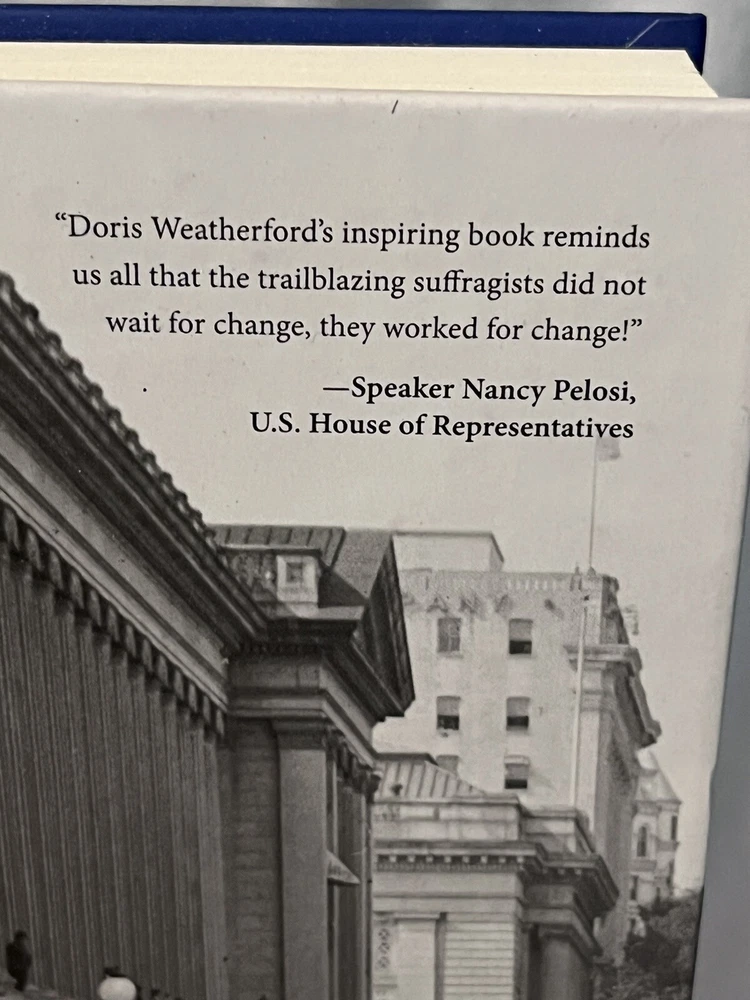 “Doris Weatherford’s inspiring book reminds
us all that the trailblazing suffragists did not
wait for change, they worked for change!”
—Speaker Nancy Pelosi,
U.S. House of Representatives